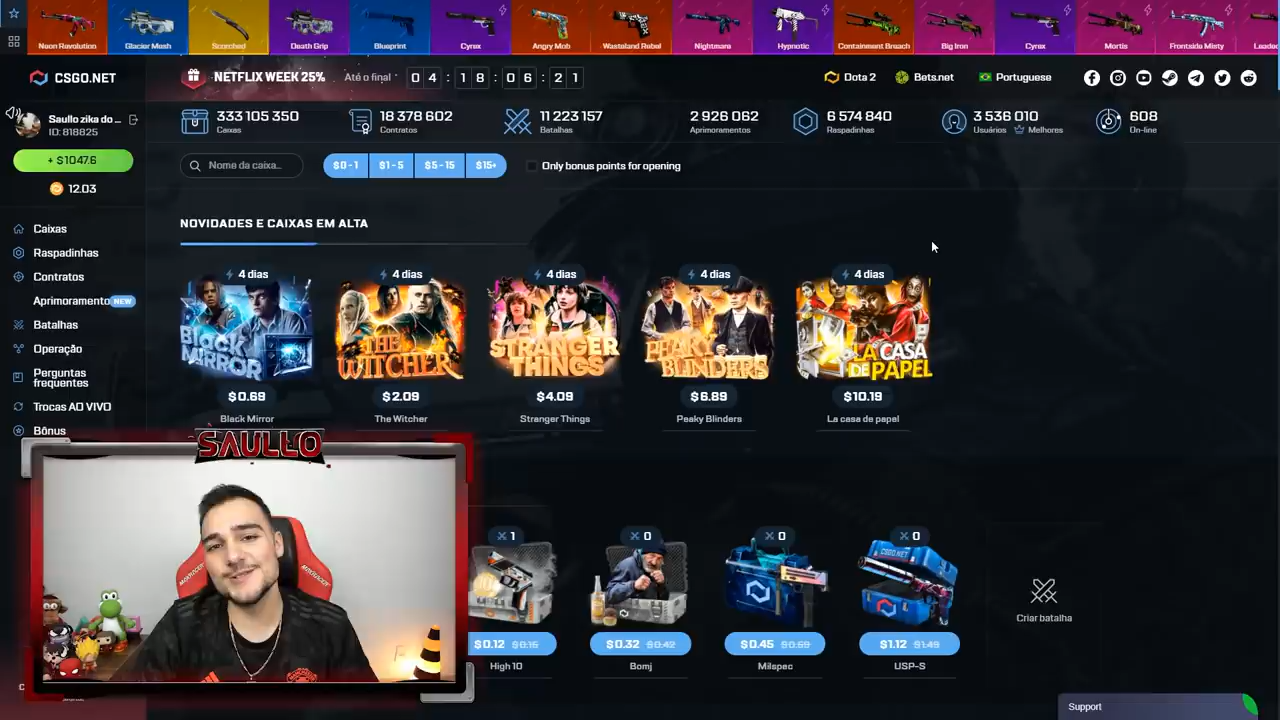 Neon Revolution
Glacier Mesh
Scorched
Death Grip
Blueprint
Cyrex
Angry Mob
Wasteland Rebel
Nightmare
Hypnotic
Containment Breach
Big Iron
Cyrex
Mortis
Frontside Misty
CSGO.NET
NETFLIX WEEK 25%
Até o final
04:18:06:21
Dota 2
Bets.net
Portuguese
Saullo zika do ...
ID: 818825
+ $1047.6
12.03
333 105 350
Caixas
18 378 602
Contratos
11 223 157
Batalhas
2 926 062
Aprimoramentos
6 574 840
Raspadinhas
3 536 010
Usuários
Melhores
608
On-line
Nome da caixa...
$0 - 1
$1 - 5
$5 - 15
$15+
Only bonus points for opening
Caixas
Raspadinhas
Contratos
Aprimoramento NEW
Batalhas
Operação
Perguntas
frequentes
Trocas AO VIVO
Bônus
NOVIDADES E CAIXAS EM ALTA
4 dias
4 dias
4 dias
4 dias
4 dias
BLACK
MIRROR
THE
WITCHER
STRANGER
THINGS
PEAKY
BLINDERS
LA CASA
DE PAPEL
$0.69
$2.09
$4.09
$6.89
$10.19
Black Mirror
The Witcher
Stranger Things
Peaky Blinders
La casa de papel
SAULLO
1
0
0
0
CSGO.NET
$0.12 $0.15
$0.32 $0.42
$0.45 $0.59
$1.12 $1.49
High 10
Bomj
Milspec
USP-S
Criar batalha
Support